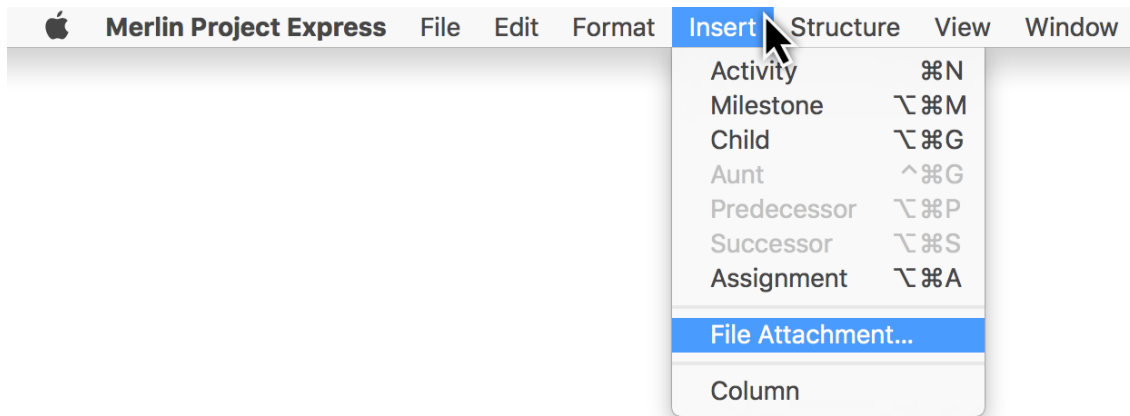 Merlin Project Express File Edit Format Insert Structure View Window
Activity ⌘N
Milestone ⌥⌘M
Child ⌥⌘G
Aunt ^⌘G
Predecessor ⌥⌘P
Successor ⌥⌘S
Assignment ⌥⌘A
File Attachment...
Column